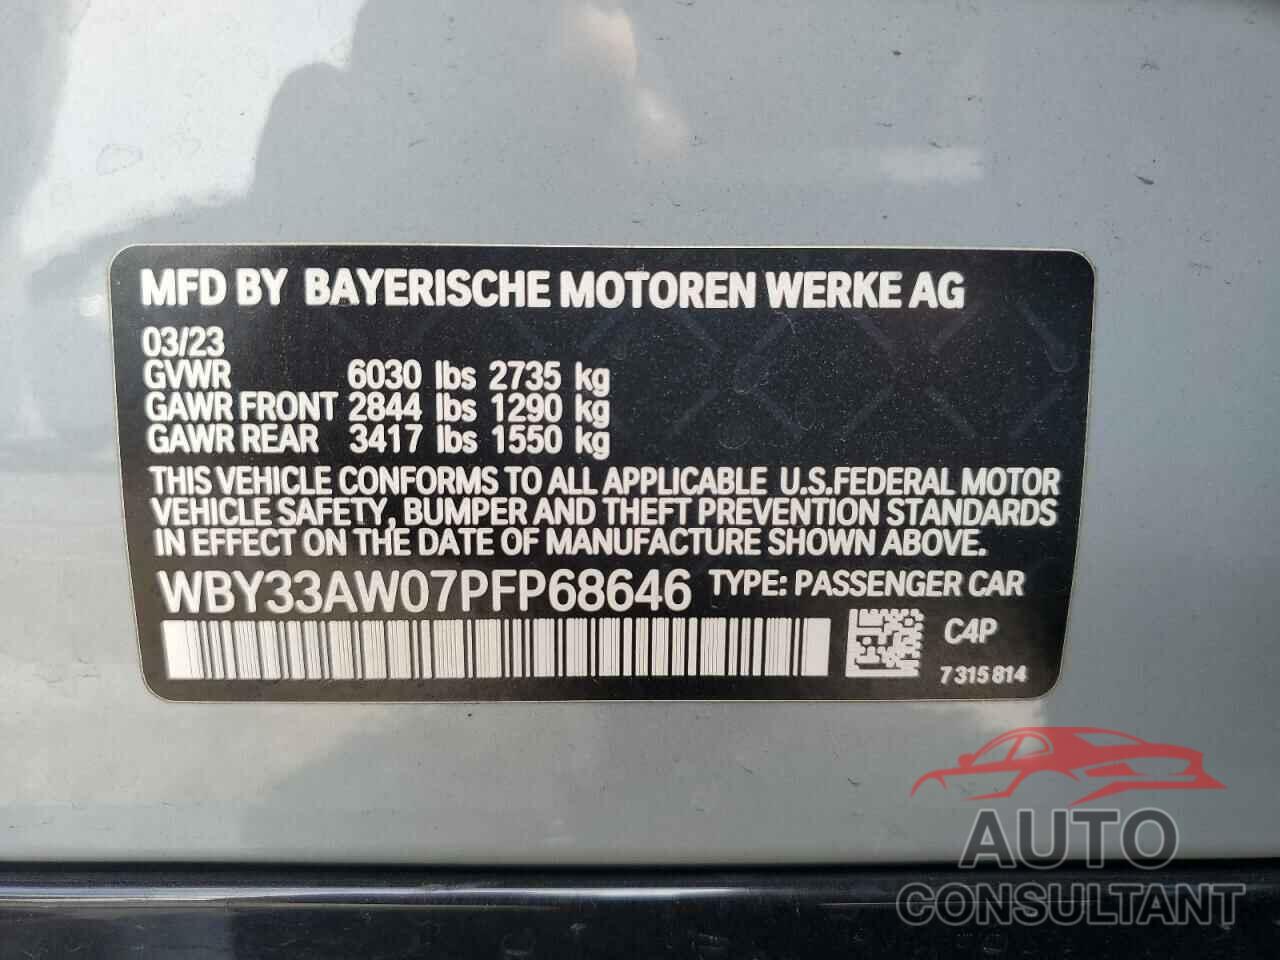 MFD BY BAYERISCHE MOTOREN WERKE AG
03/23
GVWR 6030 lbs 2735 kg
GAWR FRONT 2844 lbs 1290 kg
GAWR REAR 3417 lbs 1550 kg
THIS VEHICLE CONFORMS TO ALL APPLICABLE U.S.FEDERAL MOTOR
VEHICLE SAFETY, BUMPER AND THEFT PREVENTION STANDARDS
IN EFFECT ON THE DATE OF MANUFACTURE SHOWN ABOVE.
WBY33AW07PFP68646 TYPE: PASSENGER CAR
C4P
7 315 814
AUTO
CONSULTANT